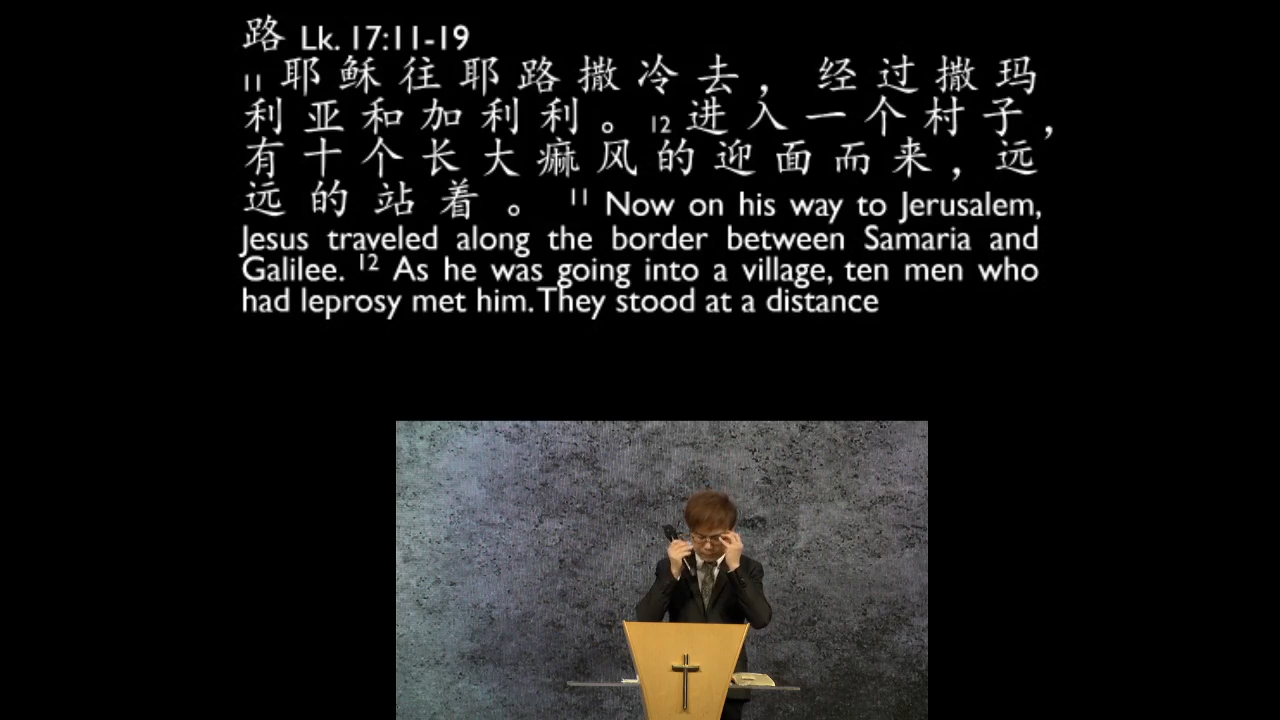 路 Lk. 17:11-19
11 耶稣往耶路撒冷去，经过撒玛
利亚和加利利。12 进入一个村子，
有十个长大痲风的迎面而来，远
远的站着。 11 Now on his way to Jerusalem,
Jesus traveled along the border between Samaria and
Galilee. 12 As he was going into a village, ten men who
had leprosy met him. They stood at a distance